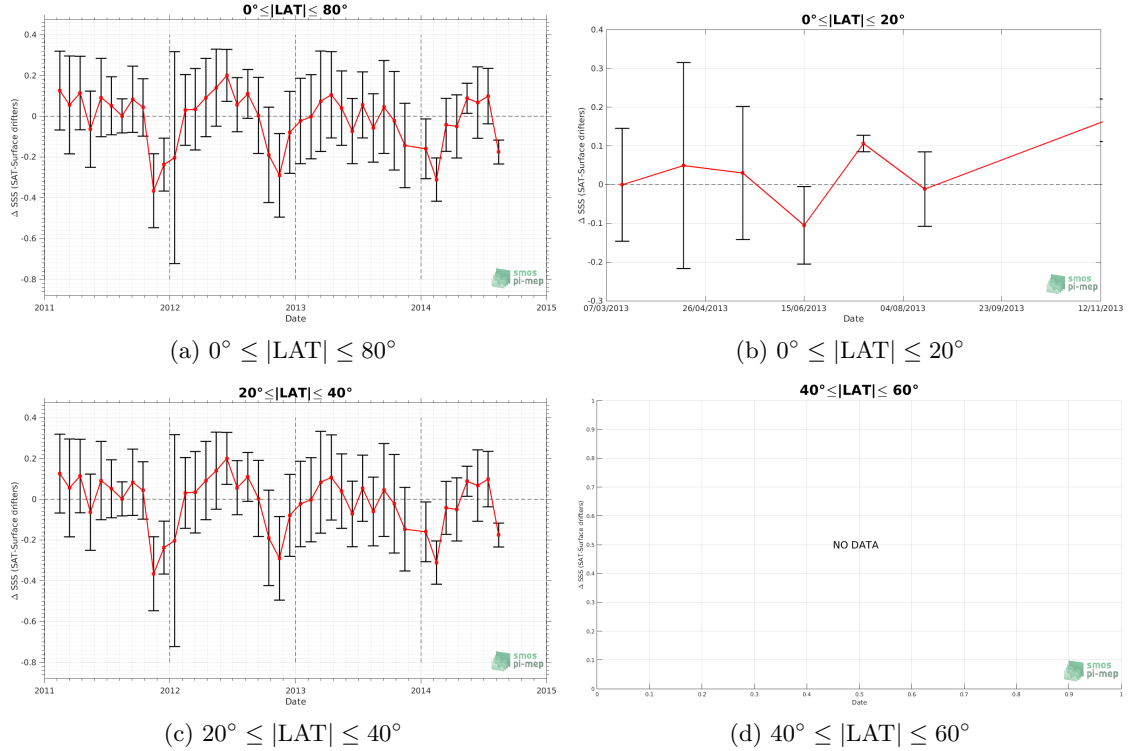 0°≤|LAT|≤ 80°
0.4
0.2
0
-0.2
-0.4
-0.6
-0.8
Δ SSS (SAT-Surface drifters)
2011
2012
2013
2014
2015
Date
smos
pi-mep
(a) 0° ≤ |LAT| ≤ 80°
0°≤|LAT|≤ 20°
0.4
0.3
0.2
0.1
0
-0.1
-0.2
-0.3
Δ SSS (SAT-Surface drifters)
07/03/2013
26/04/2013
15/06/2013
04/08/2013
23/09/2013
12/11/2013
Date
smos
pi-mep
(b) 0° ≤ |LAT| ≤ 20°
20°≤|LAT|≤ 40°
0.4
0.2
0
-0.2
-0.4
-0.6
-0.8
Δ SSS (SAT-Surface drifters)
2011
2012
2013
2014
2015
Date
smos
pi-mep
(c) 20° ≤ |LAT| ≤ 40°
40°≤|LAT|≤ 60°
1
0.9
0.8
0.7
0.6
0.5
0.4
0.3
0.2
0.1
0
Δ SSS (SAT-Surface drifters)
NO DATA
0
0.1
0.2
0.3
0.4
0.5
0.6
0.7
0.8
0.9
1
Date
smos
pi-mep
(d) 40° ≤ |LAT| ≤ 60°